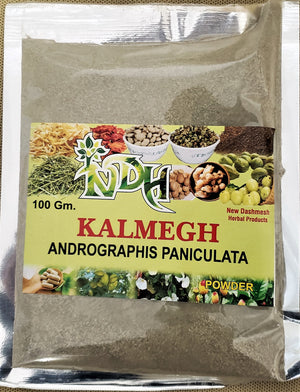 NDH
100 Gm.
New Dashmesh
Herbal Products
KALMEGH
ANDROGRAPHIS PANICULATA
POWDER